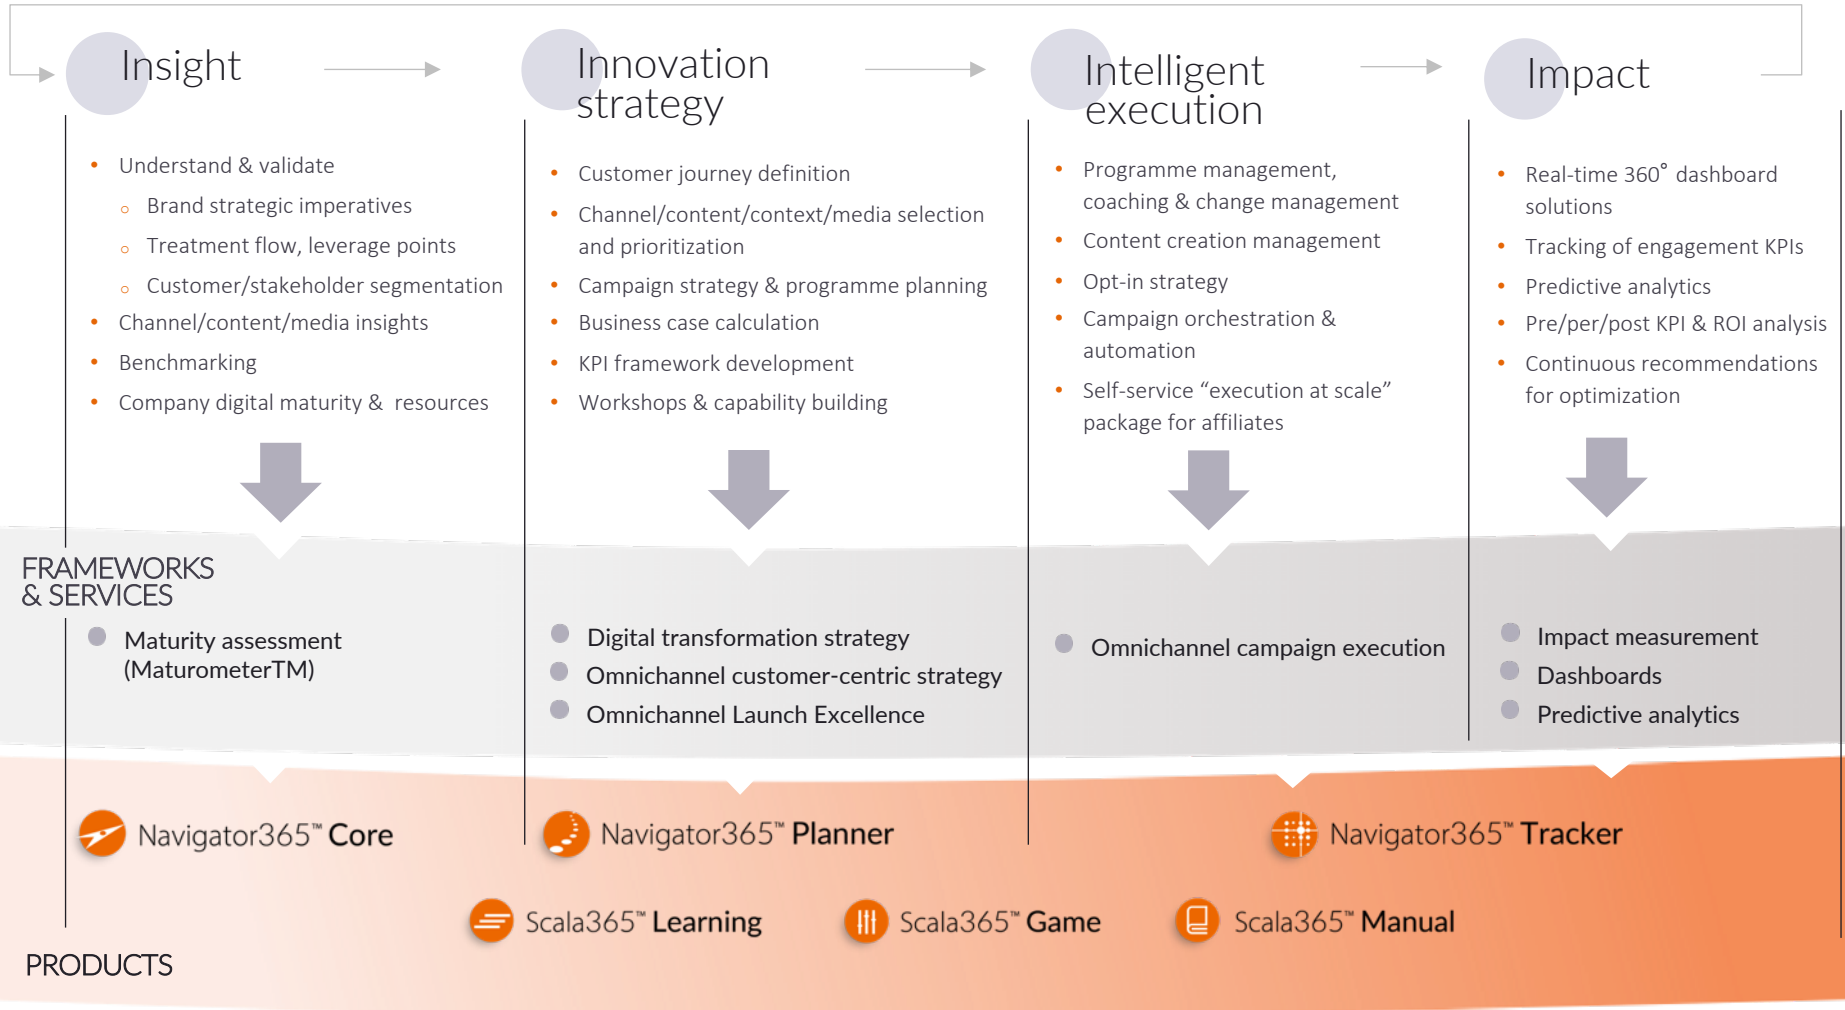 Insight
Innovation
strategy
Intelligent
execution
Impact
• Understand & validate
o Brand strategic imperatives
o Treatment flow, leverage points
o Customer/stakeholder segmentation
• Channel/content/media insights
• Benchmarking
• Company digital maturity & resources
• Customer journey definition
• Channel/content/context/media selection
and prioritization
• Campaign strategy & programme planning
• Business case calculation
• KPI framework development
• Workshops & capability building
• Programme management,
coaching & change management
• Content creation management
• Opt-in strategy
• Campaign orchestration &
automation
• Self-service “execution at scale”
package for affiliates
• Real-time 360° dashboard
solutions
• Tracking of engagement KPIs
• Predictive analytics
• Pre/per/post KPI & ROI analysis
• Continuous recommendations
for optimization
FRAMEWORKS
& SERVICES
Maturity assessment
(MaturometerTM)
Digital transformation strategy
Omnichannel customer-centric strategy
Omnichannel Launch Excellence
Omnichannel campaign execution
Impact measurement
Dashboards
Predictive analytics
Navigator365™ Core
Navigator365™ Planner
Navigator365™ Tracker
Scala365™ Learning
Scala365™ Game
Scala365™ Manual
PRODUCTS